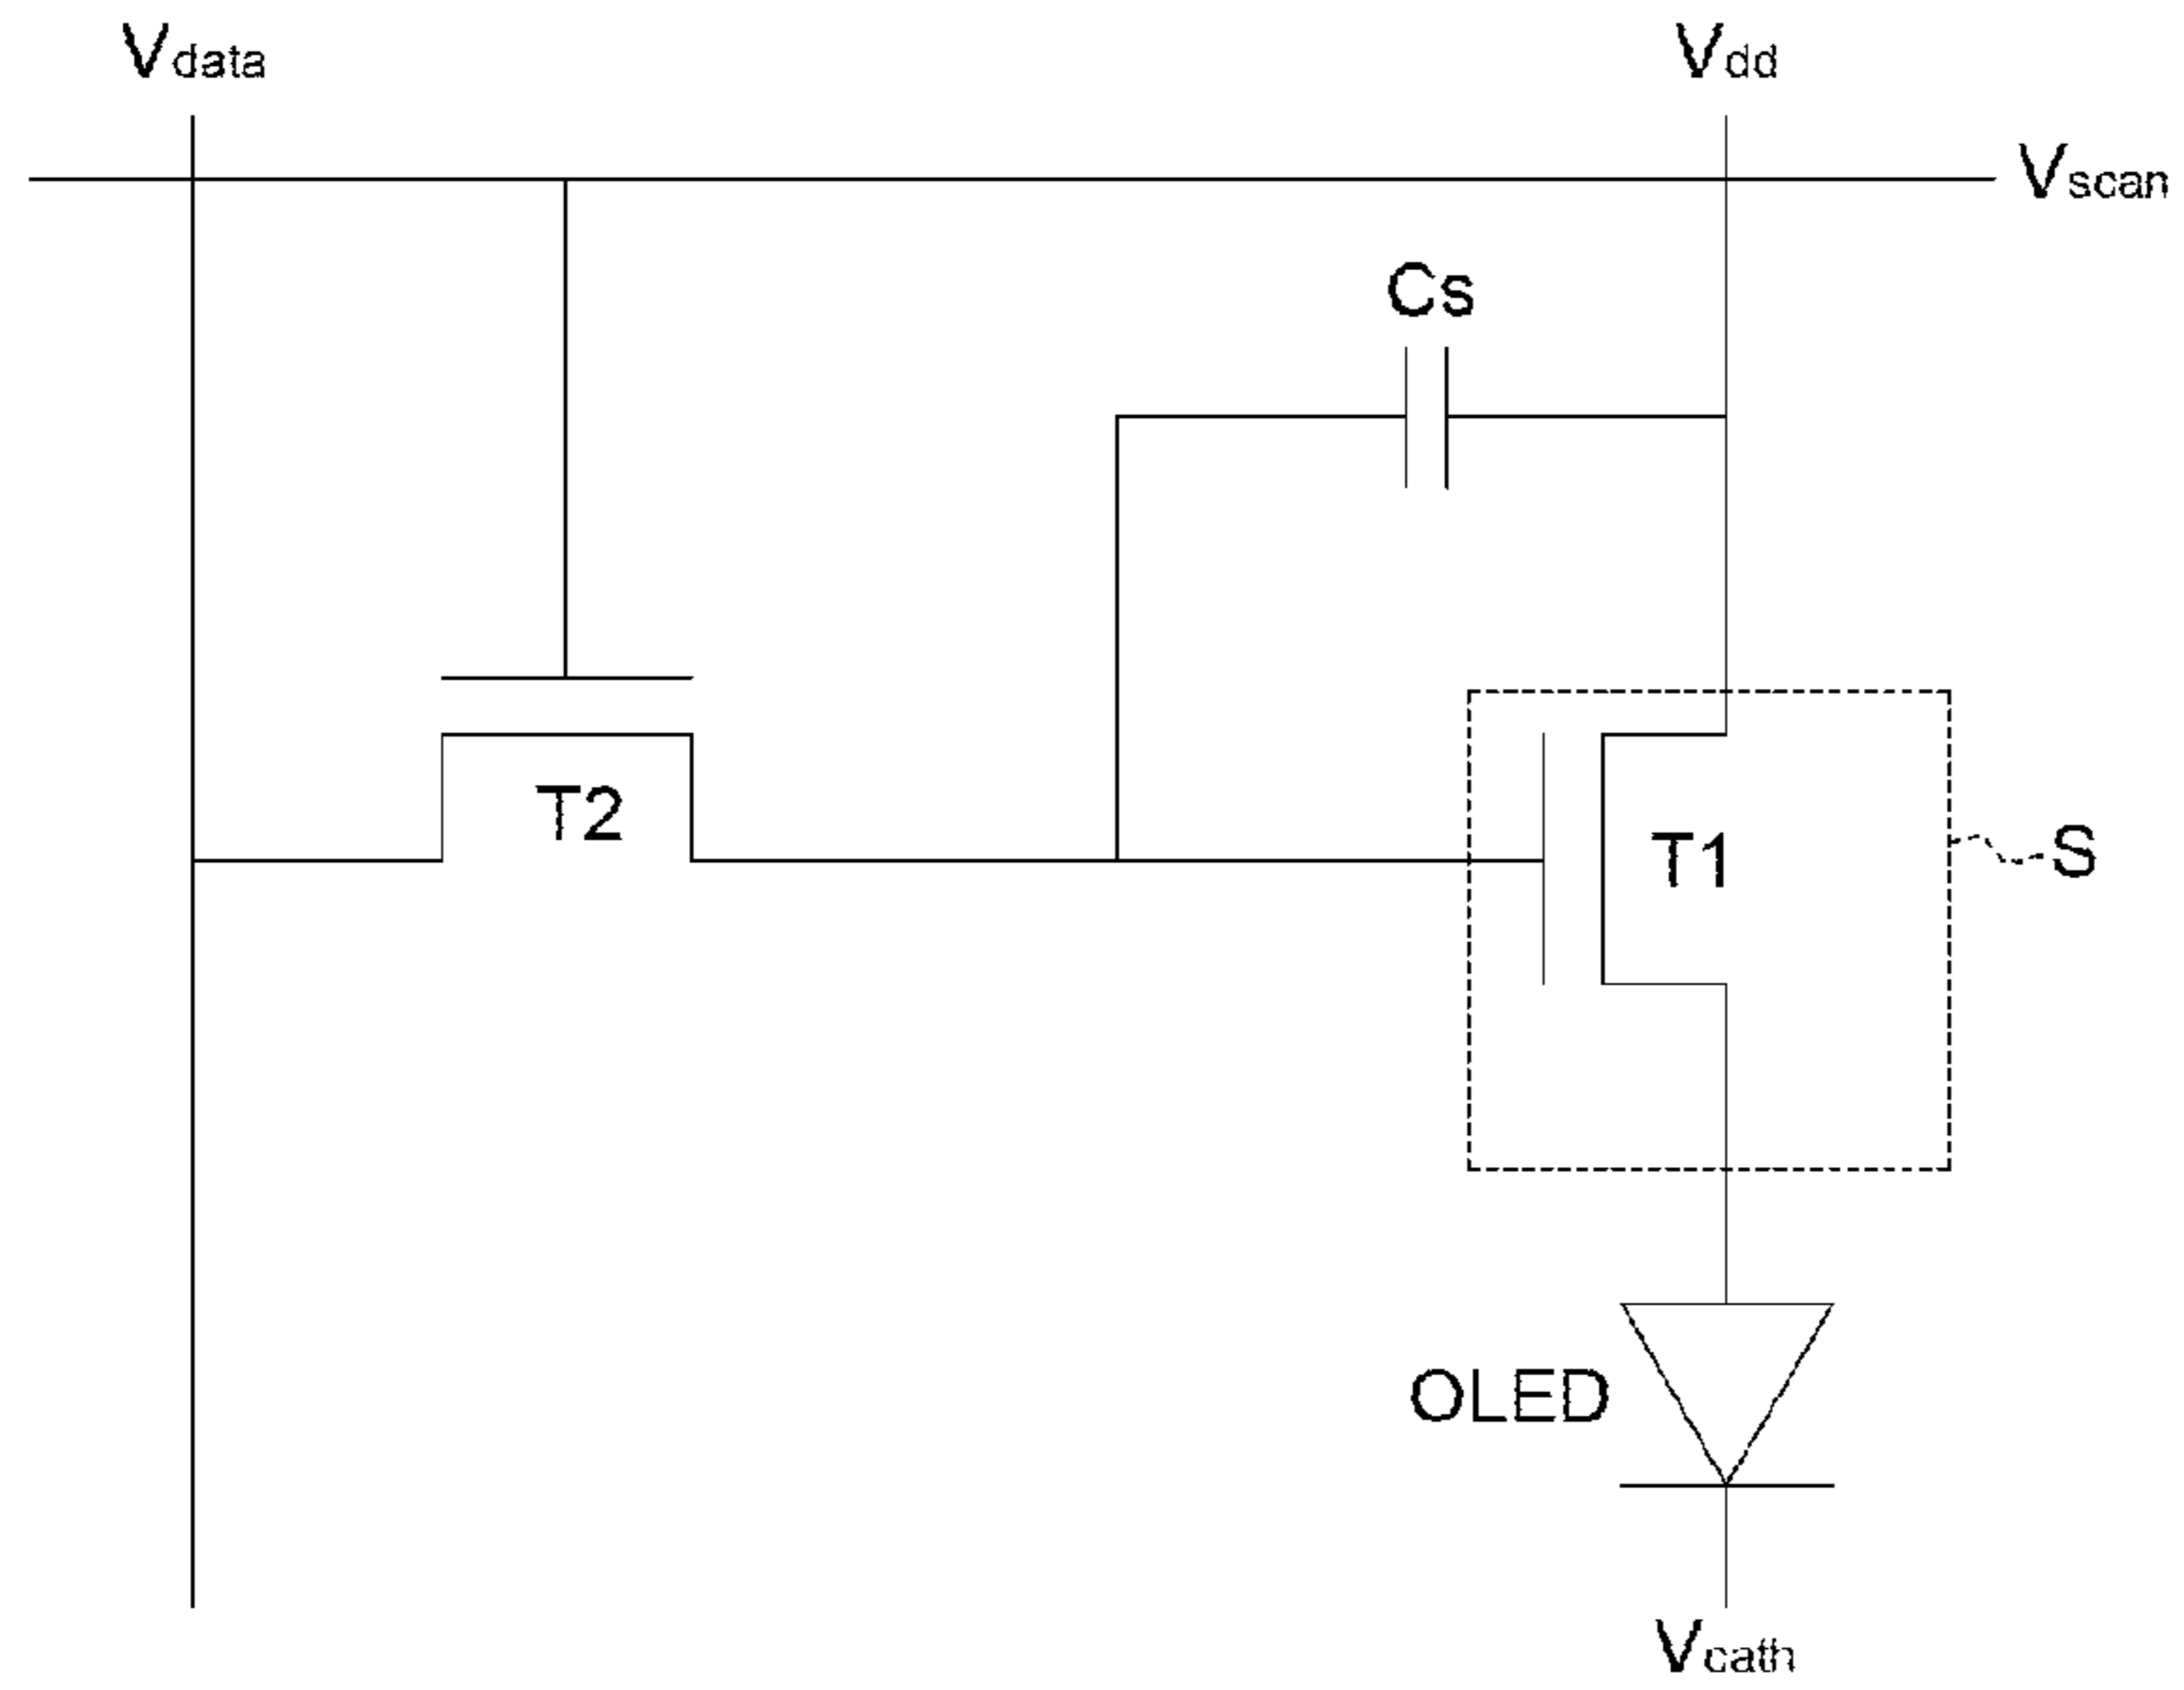 Vdata
Vdd
Vscan
Cs
T2
T1
S
OLED
Vcath